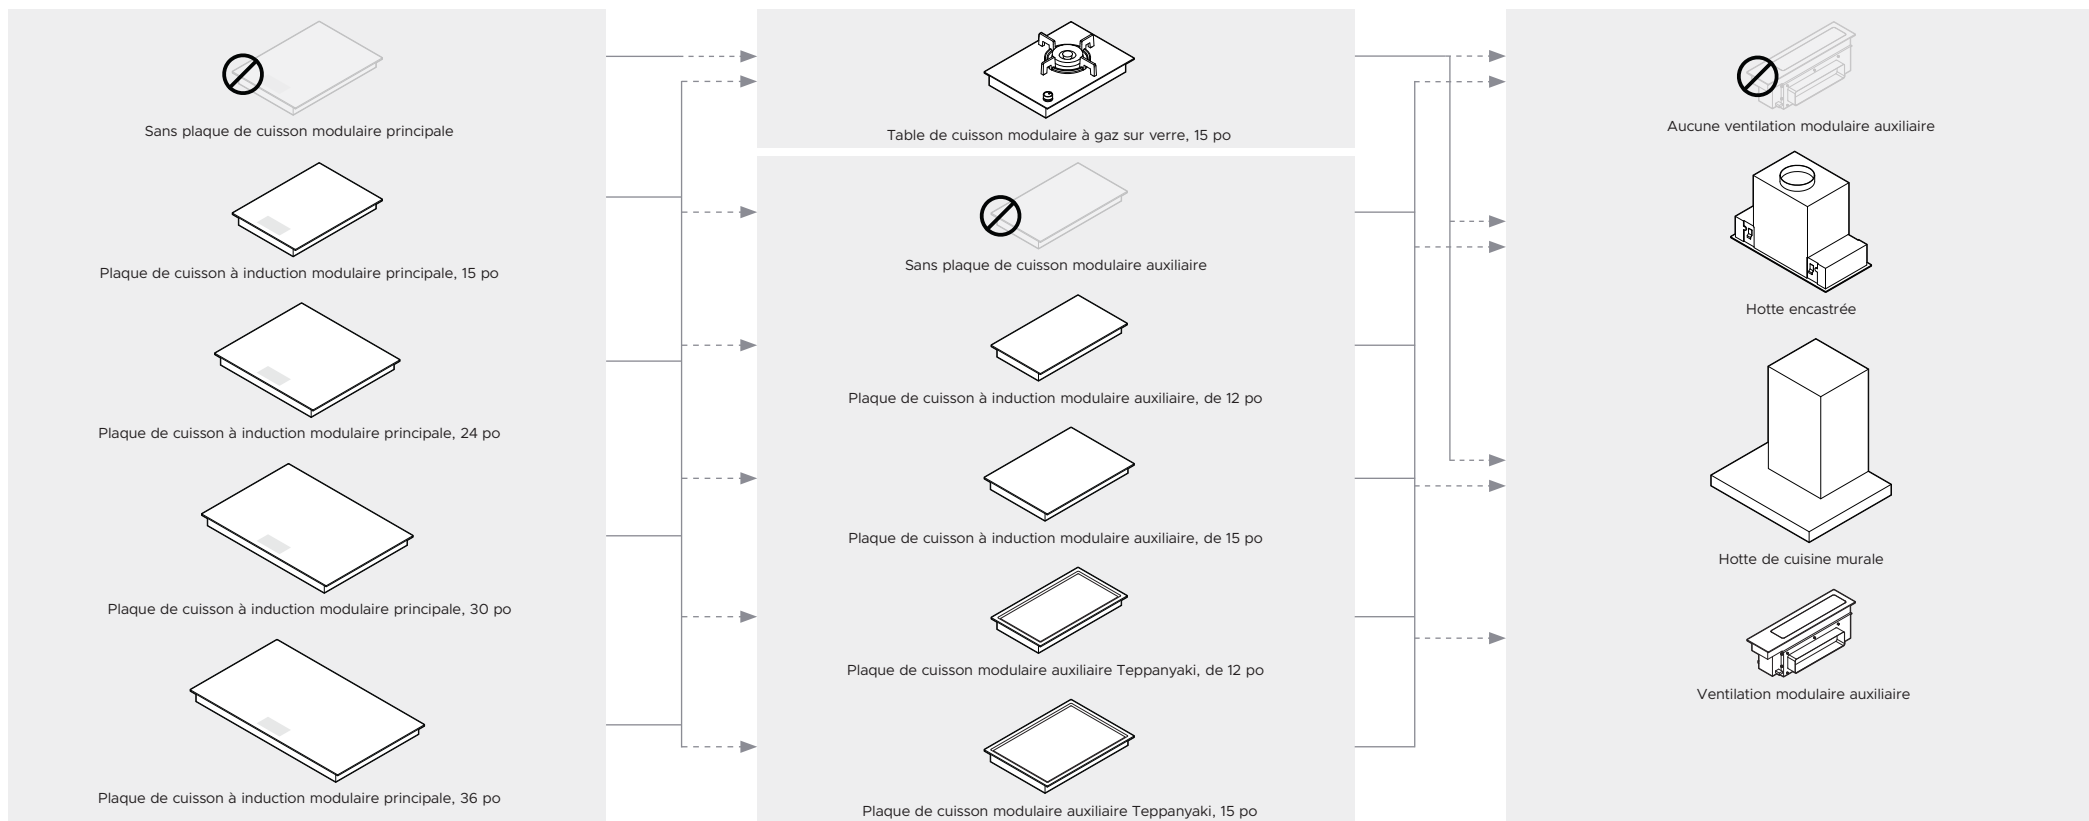 Sans plaque de cuisson modulaire principale
Plaque de cuisson à induction modulaire principale, 15 po
Plaque de cuisson à induction modulaire principale, 24 po
Plaque de cuisson à induction modulaire principale, 30 po
Plaque de cuisson à induction modulaire principale, 36 po
Table de cuisson modulaire à gaz sur verre, 15 po
Sans plaque de cuisson modulaire auxiliaire
Plaque de cuisson à induction modulaire auxiliaire, de 12 po
Plaque de cuisson à induction modulaire auxiliaire, de 15 po
Plaque de cuisson modulaire auxiliaire Teppanyaki, de 12 po
Plaque de cuisson modulaire auxiliaire Teppanyaki, 15 po
Aucune ventilation modulaire auxiliaire
Hotte encastrée
Hotte de cuisine murale
Ventilation modulaire auxiliaire